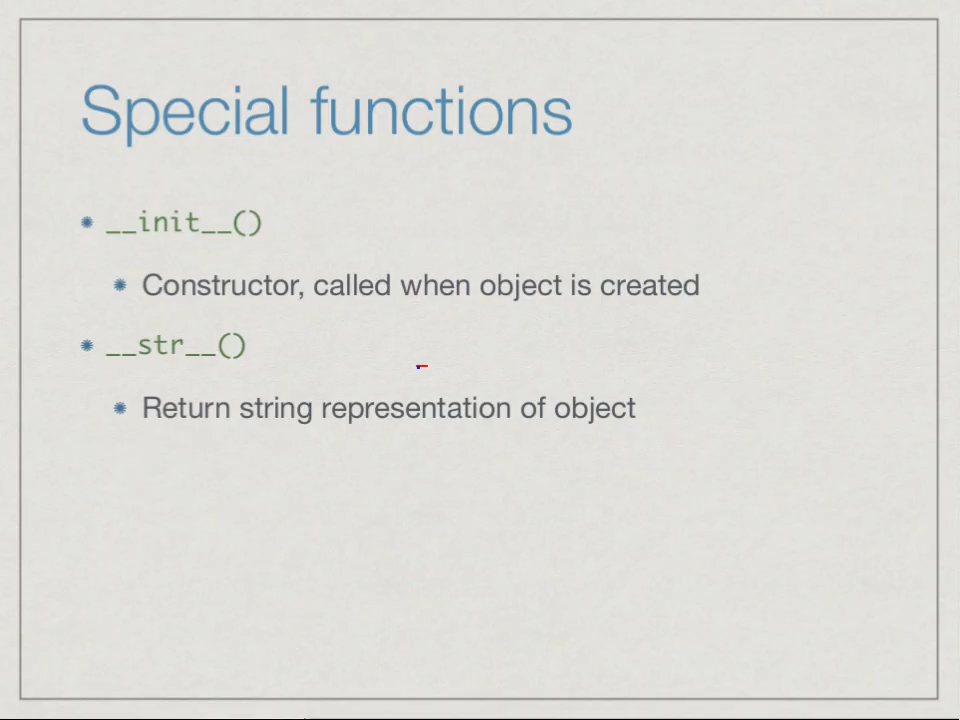 Special functions
__init__()
Constructor, called when object is created
__str__()
Return string representation of object